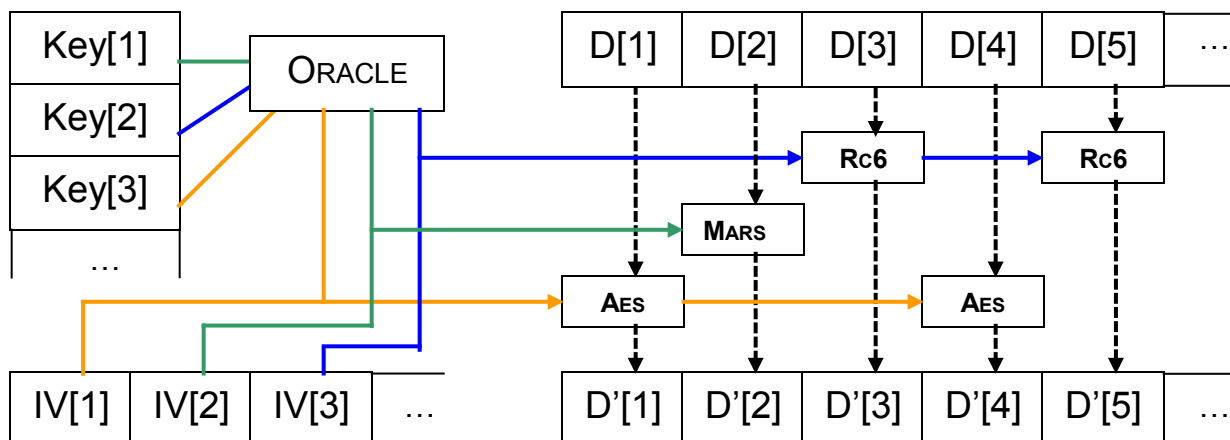 Key[1]
Key[2]
Key[3]
...
ORACLE
D[1] D[2] D[3] D[4] D[5] ...
RC6 RC6
MARS
AES AES
IV[1] IV[2] IV[3] ...
D’[1] D’[2] D’[3] D’[4] D’[5] ...